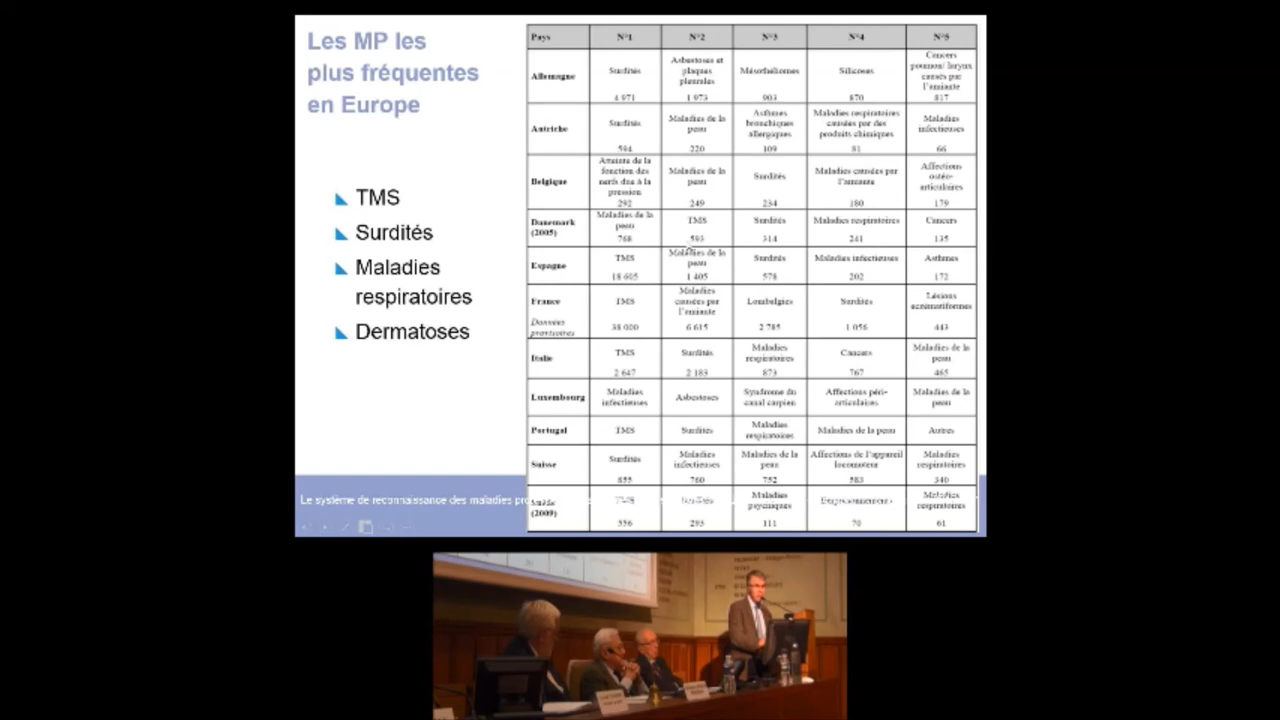 Les MP les
plus fréquentes
en Europe
TMS
Surdités
Maladies
respiratoires
Dermatoses
Pays N°1 N°2 N°3 N°4 N°5
Allemagne
Surdités
4 971
Asbestoses et
plaques
pleurales
1 973
Mésothéliomes
903
Silicoses
870
Cancers
poumon/ larynx
causés par
l'amiante
817
Autriche
Surdités
594
Maladies de la
peau
220
Asthmes
bronchiques
allergiques
109
Maladies respiratoires
causées par des
produits chimiques
81
Maladies
infectieuses
66
Belgique
Atteinte de la
fonction des
nerfs due à la
pression
292
Maladies de la
peau
249
Surdités
234
Maladies causées par
l'amiante
180
Affections
ostéo-
articulaires
179
Danemark
(2005)
Maladies de la
peau
768
TMS
593
Surdités
314
Maladies respiratoires
241
Cancers
135
Espagne
TMS
18 605
Maladies de la
peau
1 405
Surdités
578
Maladies infectieuses
202
Asthmes
172
France
Données
provisoires
TMS
38 000
Maladies
causées par
l'amiante
6 615
Lombalgies
2 785
Surdités
1 056
Lésions
eczématiformes
443
Italie
TMS
2 647
Surdités
2 183
Maladies
respiratoires
873
Cancers
767
Maladies de la
peau
465
Luxembourg
Maladies
infectieuses
Asbestoses
Syndrome du
canal carpien
Affections péri-
articulaires
Maladies de la
peau
Portugal
TMS
Surdités
Maladies
respiratoires
Maladies de la peau
Autres
Suisse
Surdités
855
Maladies
infectieuses
760
Maladies de la
peau
752
Affections de l'appareil
locomoteur
583
Maladies
respiratoires
340
(2009)
TMS
556
Surdités
293
Maladies
psychiques
111
Empoisonnements
70
Maladies
respiratoires
61
Le système de reconnaissance des maladies